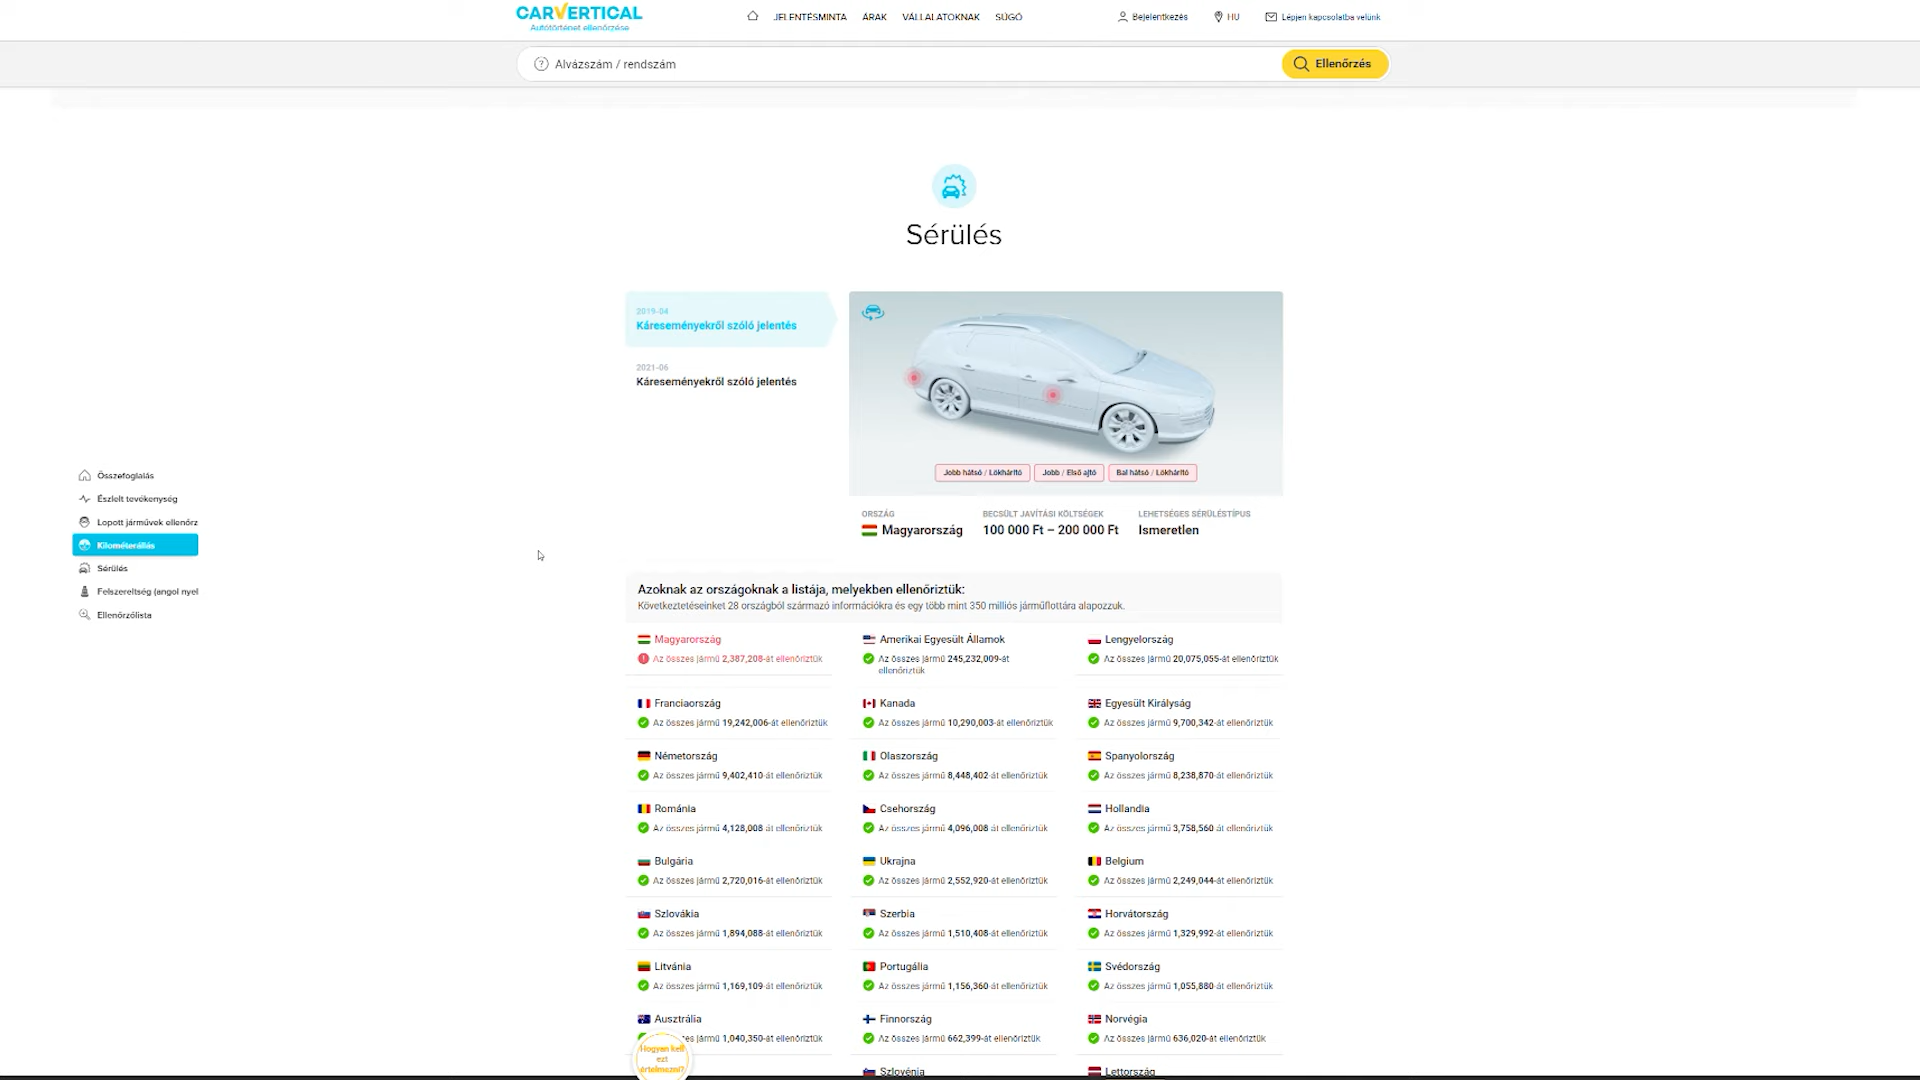 CARVERTICAL
Autótörténet ellenőrzése
JELENTÉSMINTA
ÁRAK
VÁLLALATOKNAK
SÚGÓ
Bejelentkezés
HU
Lépjen kapcsolatba velünk
Alvázszám / rendszám
Ellenőrzés
Sérülés
2019-04
Káreseményekről szóló jelentés
2021-06
Káreseményekről szóló jelentés
Jobb hátsó / Lökhárító
Jobb / Első ajtó
Bal hátsó / Lökhárító
ORSZÁG
Magyarország
BECSÜLT JAVÍTÁSI KÖLTSÉGEK
100 000 Ft – 200 000 Ft
LEHETSÉGES SÉRÜLÉSTÍPUS
Ismeretlen
Összefoglalás
Észlelt tevékenység
Lopott járművek ellenőrz
Kilométerállás
Sérülés
Felszereltség (angol nyel
Ellenőrzőlista
Azoknak az országoknak a listája, melyekben ellenőriztük:
Következtetéseinket 28 országból származó információkra és egy több mint 350 milliós járműflottára alapozzuk.
Magyarország
Az összes jármű 2,387,208-át ellenőriztük
Amerikai Egyesült Államok
Az összes jármű 245,232,009-át
ellenőriztük
Lengyelország
Az összes jármű 20,075,055-át ellenőriztük
Franciaország
Az összes jármű 19,242,006-át ellenőriztük
Kanada
Az összes jármű 10,290,003-át ellenőriztük
Egyesült Királyság
Az összes jármű 9,700,342-át ellenőriztük
Németország
Az összes jármű 9,402,410-át ellenőriztük
Olaszország
Az összes jármű 8,448,402-át ellenőriztük
Spanyolország
Az összes jármű 8,238,870-át ellenőriztük
Románia
Az összes jármű 4,128,008-át ellenőriztük
Csehország
Az összes jármű 4,096,008-át ellenőriztük
Hollandia
Az összes jármű 3,758,560-át ellenőriztük
Bulgária
Az összes jármű 2,720,016-át ellenőriztük
Ukrajna
Az összes jármű 2,552,920-át ellenőriztük
Belgium
Az összes jármű 2,249,044-át ellenőriztük
Szlovákia
Az összes jármű 1,894,088-át ellenőriztük
Szerbia
Az összes jármű 1,510,408-át ellenőriztük
Horvátország
Az összes jármű 1,329,992-át ellenőriztük
Litvánia
Az összes jármű 1,169,109-át ellenőriztük
Portugália
Az összes jármű 1,156,360-át ellenőriztük
Svédország
Az összes jármű 1,055,880-át ellenőriztük
Ausztrália
jármű 1,040,350-át ellenőriztük
Finnország
Az összes jármű 662,399-át ellenőriztük
Norvégia
Az összes jármű 636,020-át ellenőriztük
Hogyan kell
ezt
értelmezni?
Szlovénia
Lettország